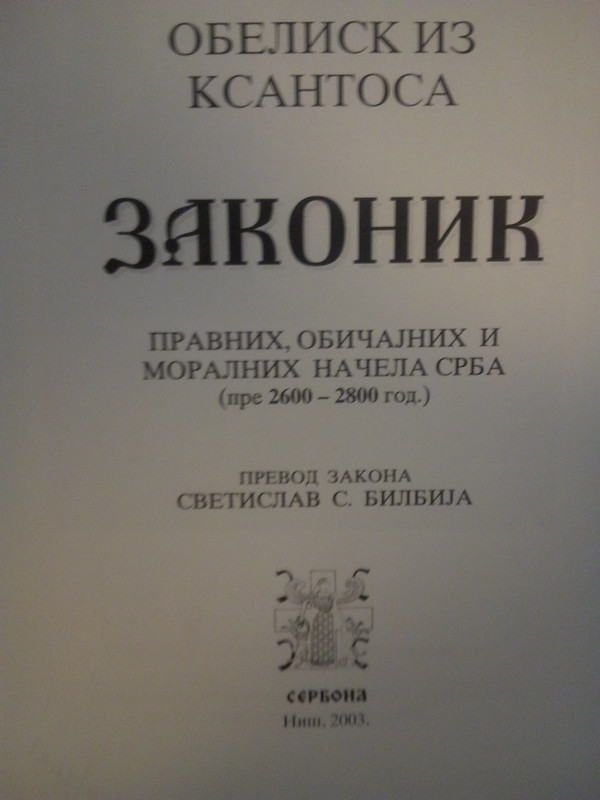 ОБЕЛИСК ИЗ
КСАНТОСА
ЗАКОНИК
ПРАВНИХ, ОБИЧАЈНИХ И
МОРАЛНИХ НАЧЕЛА СРБА
(пре 2600 – 2800 год.)
ПРЕВОД ЗАКОНА
СВЕТИСЛАВ С. БИЛБИЈА
СЕРБОНА
Ниш, 2003.